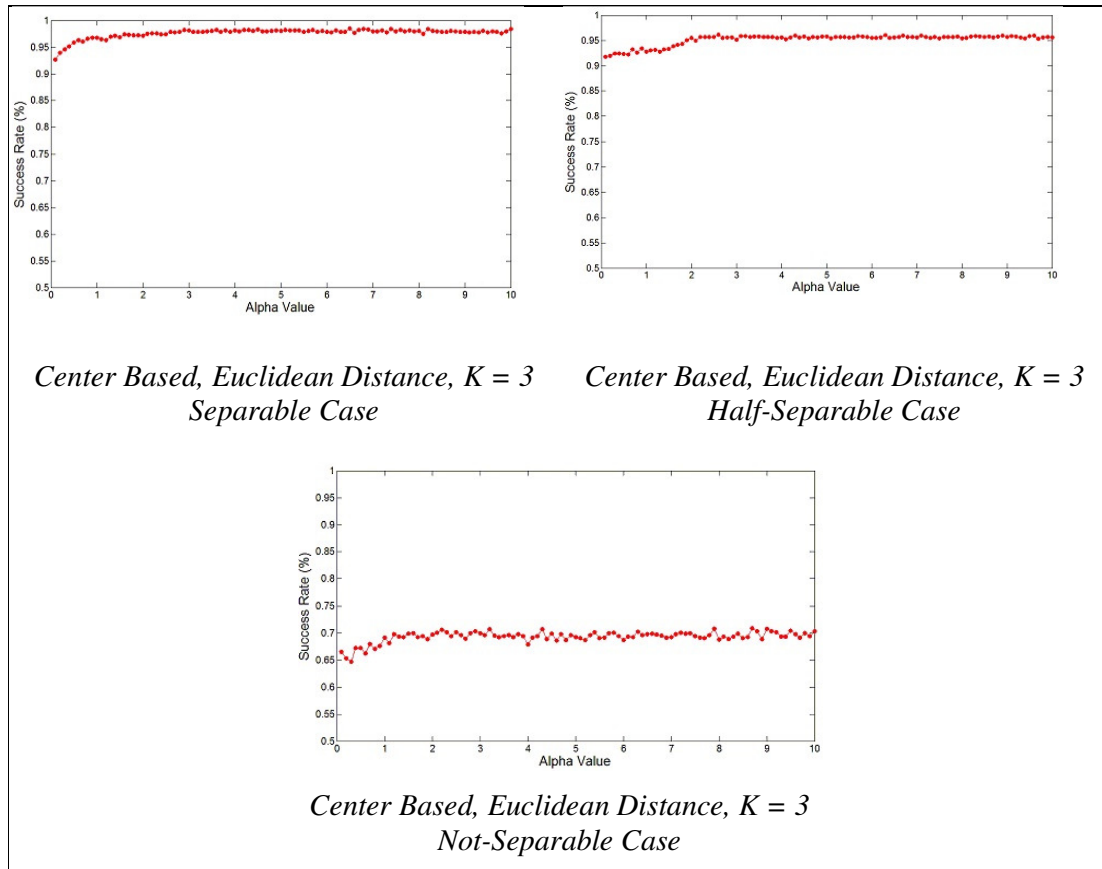 1
0.95
0.9
0.85
0.8
0.75
0.7
0.65
0.6
0.55
0.5
Success Rate (%)
0 1 2 3 4 5 6 7 8 9 10
Alpha Value
Center Based, Euclidean Distance, K = 3
Separable Case
1
0.95
0.9
0.85
0.8
0.75
0.7
0.65
0.6
0.55
0.5
Success Rate (%)
0 1 2 3 4 5 6 7 8 9 10
Alpha Value
Center Based, Euclidean Distance, K = 3
Half-Separable Case
1
0.95
0.9
0.85
0.8
0.75
0.7
0.65
0.6
0.55
0.5
Success Rate (%)
0 1 2 3 4 5 6 7 8 9 10
Alpha Value
Center Based, Euclidean Distance, K = 3
Not-Separable Case